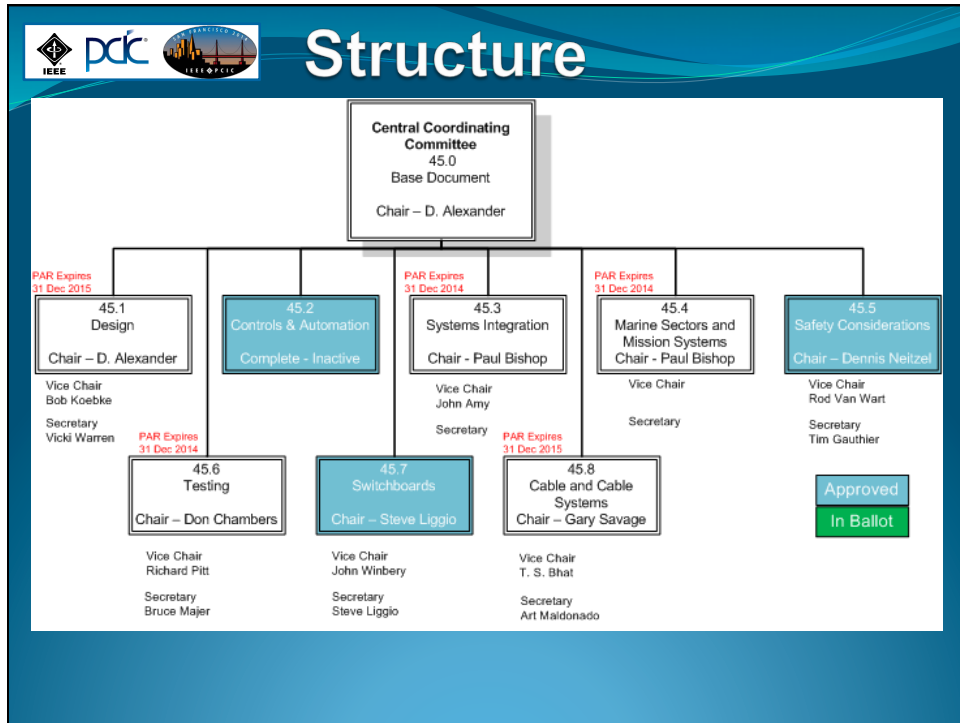 IEEE
pcic
SAN FRANCISCO 2014
IEEE PCIC
Structure
Central Coordinating
Committee
45.0
Base Document
Chair – D. Alexander
PAR Expires
31 Dec 2015
45.1
Design
Chair – D. Alexander
Vice Chair
Bob Koebke
Secretary
Vicki Warren
45.2
Controls & Automation
Complete - Inactive
PAR Expires
31 Dec 2014
45.3
Systems Integration
Chair - Paul Bishop
Vice Chair
John Amy
Secretary
PAR Expires
31 Dec 2014
45.4
Marine Sectors and
Mission Systems
Chair - Paul Bishop
Vice Chair
Secretary
45.5
Safety Considerations
Chair – Dennis Neitzel
Vice Chair
Rod Van Wart
Secretary
Tim Gauthier
PAR Expires
31 Dec 2014
45.6
Testing
Chair – Don Chambers
Vice Chair
Richard Pitt
Secretary
Bruce Majer
45.7
Switchboards
Chair – Steve Liggio
Vice Chair
John Winbery
Secretary
Steve Liggio
PAR Expires
31 Dec 2015
45.8
Cable and Cable
Systems
Chair – Gary Savage
Vice Chair
T. S. Bhat
Secretary
Art Maldonado
Approved
In Ballot